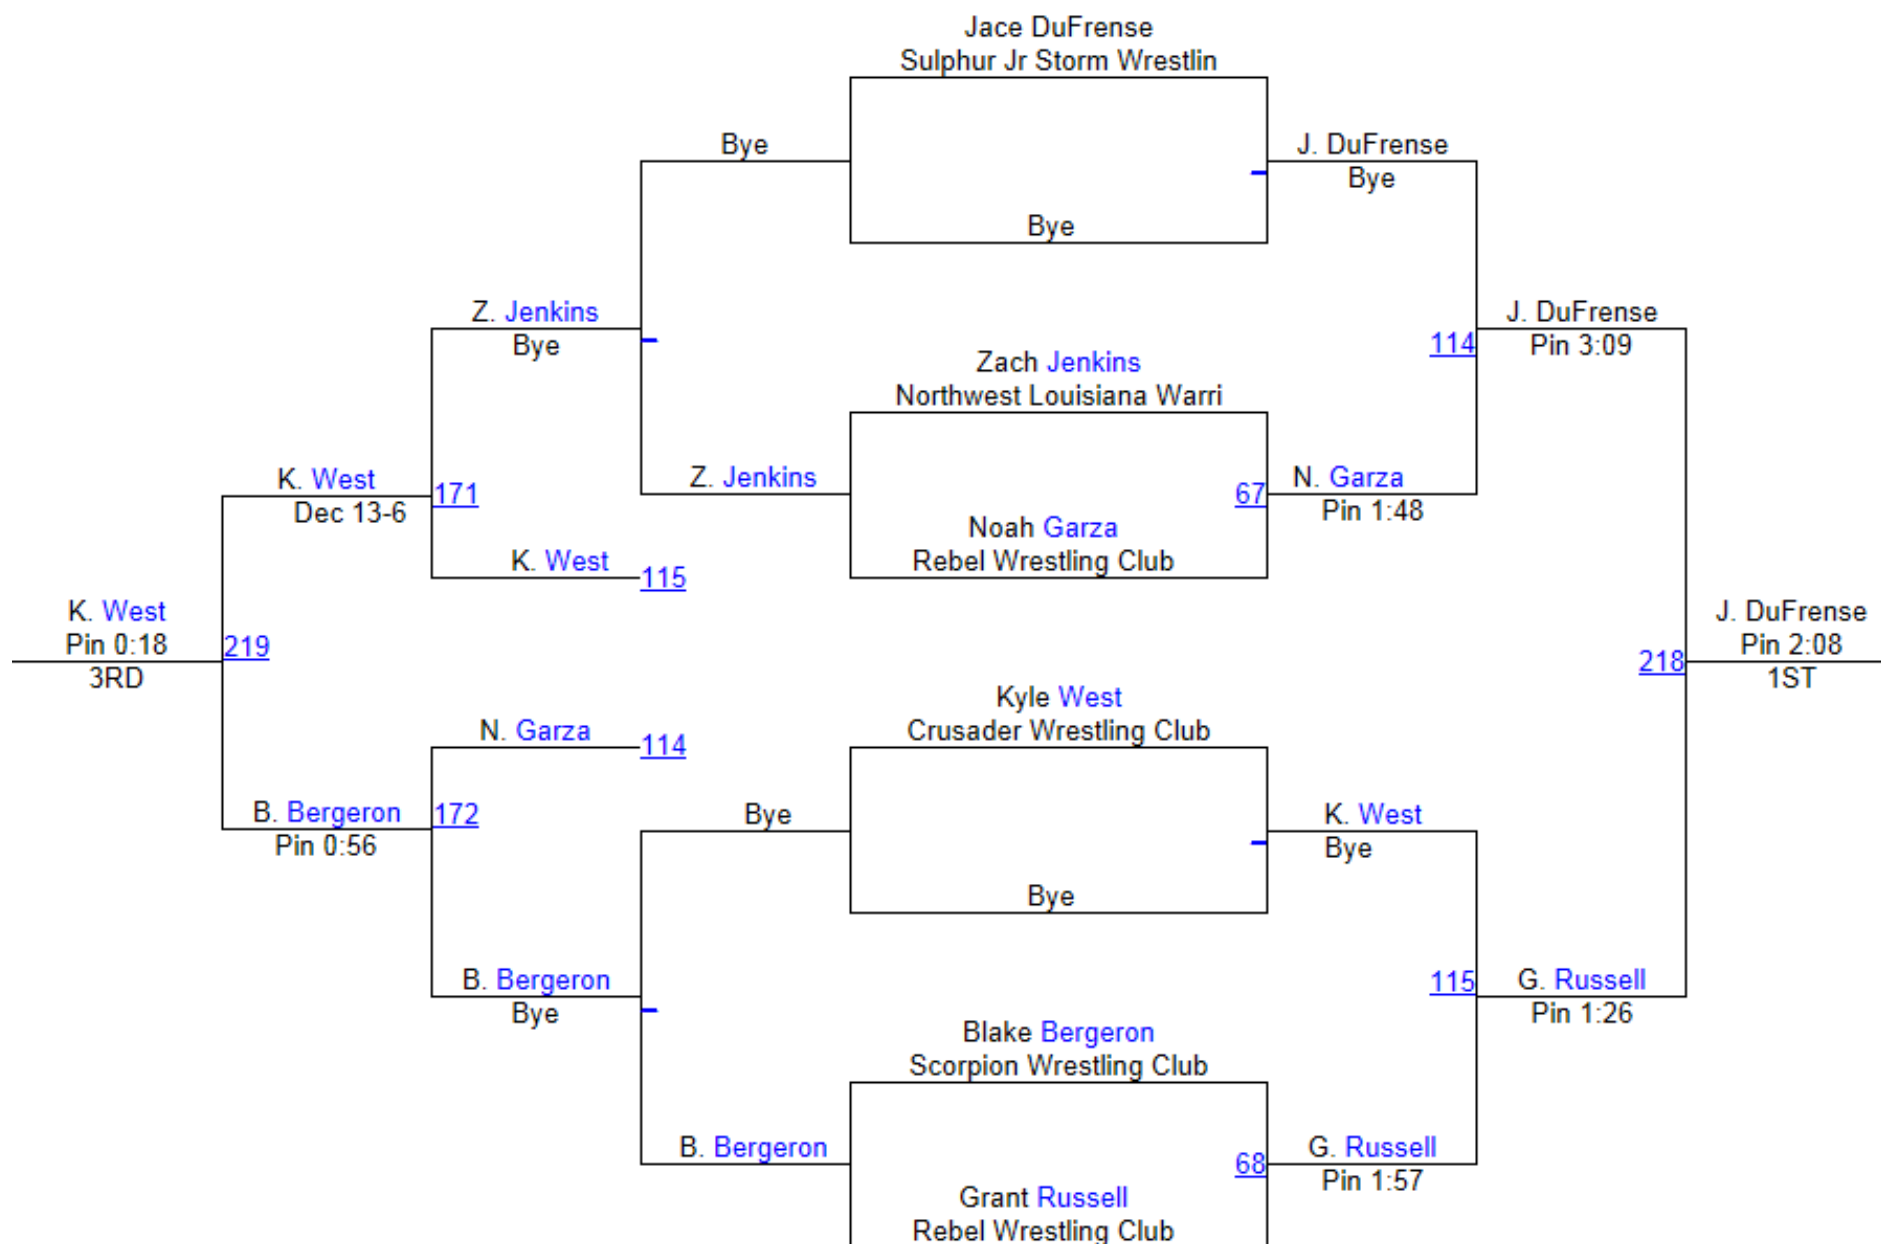 Jace DuFrense
Sulphur Jr Storm Wrestlin
Bye
J. DuFrense
Bye
Bye
Z. Jenkins
Bye
J. DuFrense
Pin 3:09
114
Zach Jenkins
Northwest Louisiana Warri
K. West
Dec 13-6
171
Z. Jenkins
67
N. Garza
Pin 1:48
Noah Garza
Rebel Wrestling Club
K. West
115
K. West
Pin 0:18
3RD
219
J. DuFrense
Pin 2:08
1ST
218
Kyle West
Crusader Wrestling Club
N. Garza
114
B. Bergeron
Pin 0:56
172
Bye
K. West
Bye
Bye
B. Bergeron
Bye
115
G. Russell
Pin 1:26
Blake Bergeron
Scorpion Wrestling Club
B. Bergeron
68
G. Russell
Pin 1:57
Grant Russell
Rebel Wrestling Club